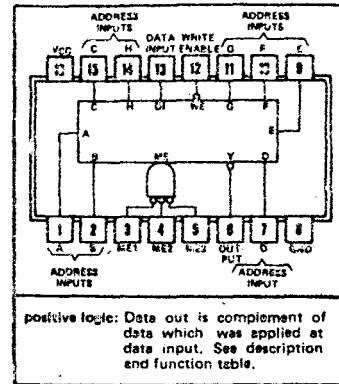 ADDRESS INPUTS
DATA WRITE
ADDRESS INPUTS
INPUT ENABLE
VCC C H G F E
16 15 14 13 12 11 10 9
C H DI WE G F
A E
B ME Y D
1 2 3 4 5 6 7 8
A B ME1 ME2 ME3 OUT- D GND
PUT
ADDRESS INPUTS
ADDRESS INPUT
positive logic: Data out is complement of
data which was applied at
data input. See description
and function table.